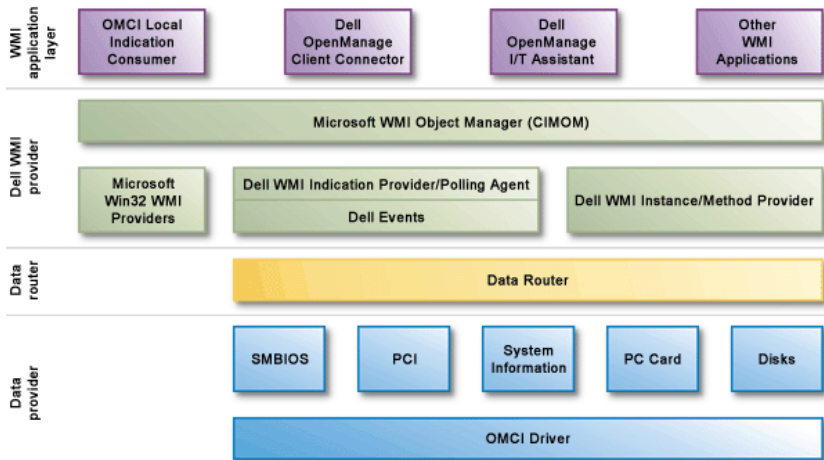 WMI
application
layer
OMCI Local
Indication
Consumer
Dell
OpenManage
Client Connector
Dell
OpenManage
I/T Assistant
Other
WMI
Applications
Dell WMI
provider
Microsoft WMI Object Manager (CIMOM)
Microsoft
Win32 WMI
Providers
Dell WMI Indication Provider/Polling Agent
Dell Events
Dell WMI Instance/Method Provider
Data
router
Data Router
Data
provider
SMBIOS
PCI
System
Information
PC Card
Disks
OMCI Driver